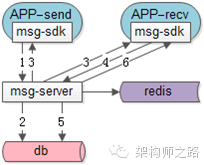 APP-send
APP-recv
msg-sdk
msg-sdk
1
3
3
4
6
msg-server
redis
2
5
db
架构师之路